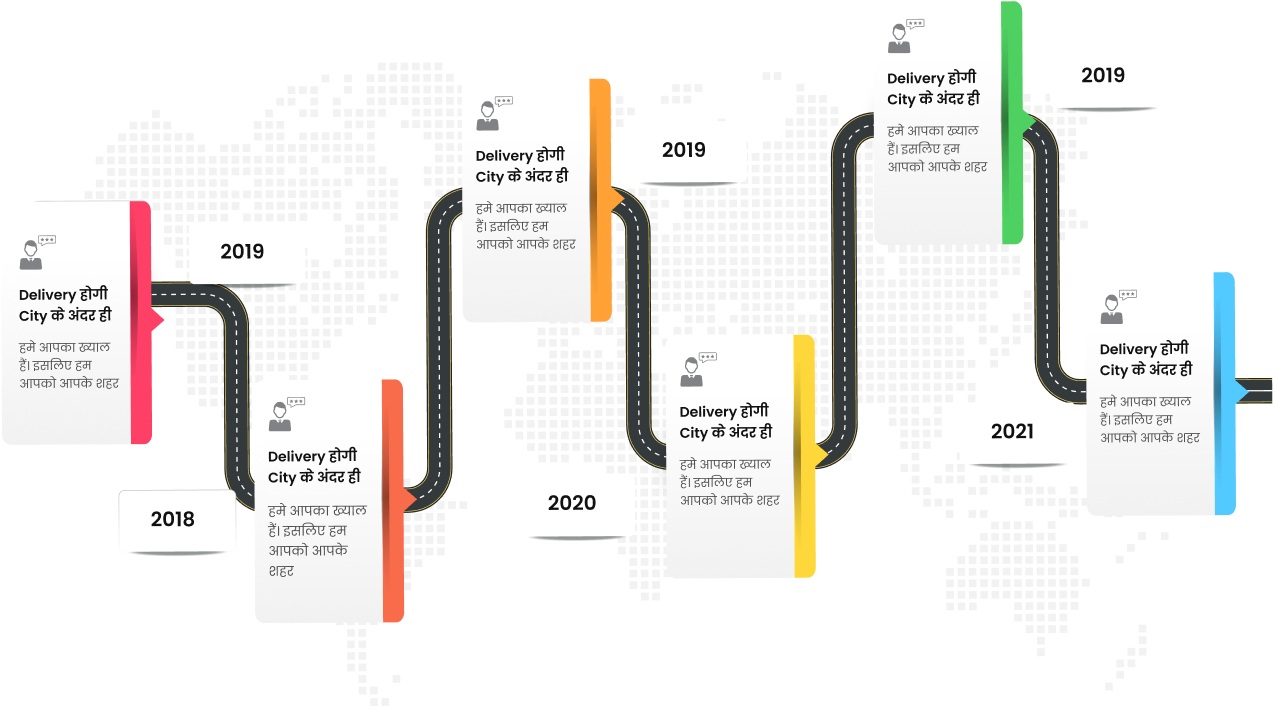 Delivery होगी
City के अंदर ही
हमे आपका ख्याल
हैं। इसलिए हम
आपको आपके शहर
2019
2018
Delivery होगी
City के अंदर ही
हमे आपका ख्याल
हैं। इसलिए हम
आपको आपके
शहर
Delivery होगी
City के अंदर ही
हमे आपका ख्याल
हैं। इसलिए हम
आपको आपके शहर
2019
2020
Delivery होगी
City के अंदर ही
हमे आपका ख्याल
हैं। इसलिए हम
आपको आपके शहर
Delivery होगी
City के अंदर ही
हमे आपका ख्याल
हैं। इसलिए हम
आपको आपके शहर
2019
2021
Delivery होगी
City के अंदर ही
हमे आपका ख्याल
हैं। इसलिए हम
आपको आपके शहर